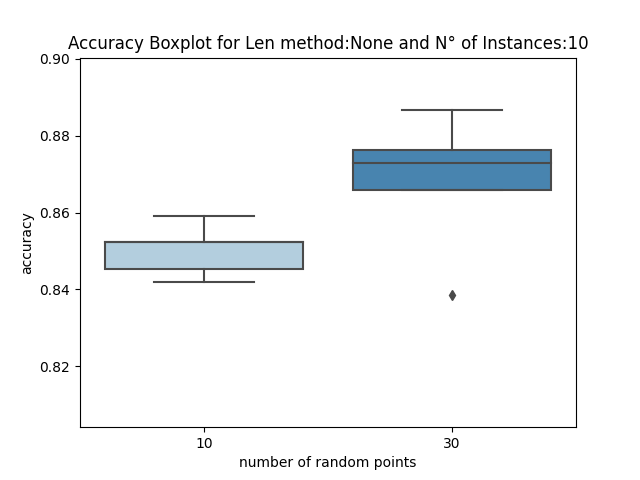 Accuracy Boxplot for Len method:None and N° of Instances:10
0.90
0.88
0.86
0.84
0.82
accuracy
10 30
number of random points